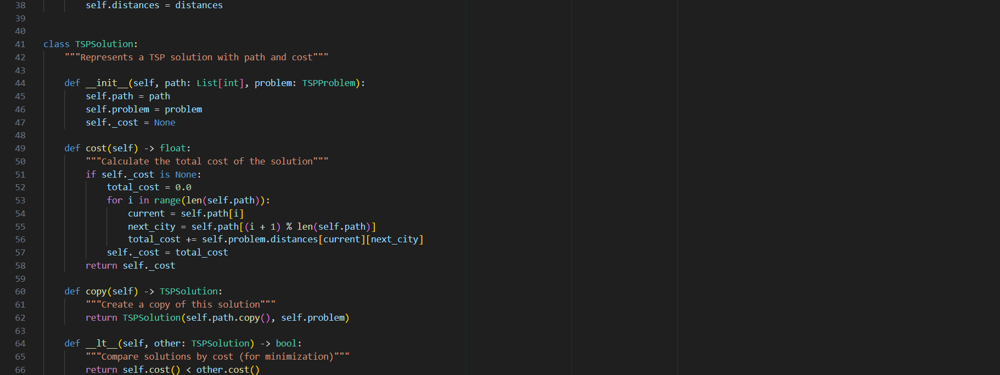 38 self.distances = distances
39
40
41 class TSPSolution:
42 """Represents a TSP solution with path and cost"""
43
44 def __init__(self, path: List[int], problem: TSPProblem):
45 self.path = path
46 self.problem = problem
47 self._cost = None
48
49 def cost(self) -> float:
50 """Calculate the total cost of the solution"""
51 if self._cost is None:
52 total_cost = 0.0
53 for i in range(len(self.path)):
54 current = self.path[i]
55 next_city = self.path[(i + 1) % len(self.path)]
56 total_cost += self.problem.distances[current][next_city]
57 self._cost = total_cost
58 return self._cost
59
60 def copy(self) -> TSPSolution:
61 """Create a copy of this solution"""
62 return TSPSolution(self.path.copy(), self.problem)
63
64 def __lt__(self, other: TSPSolution) -> bool:
65 """Compare solutions by cost (for minimization)"""
66 return self.cost() < other.cost()